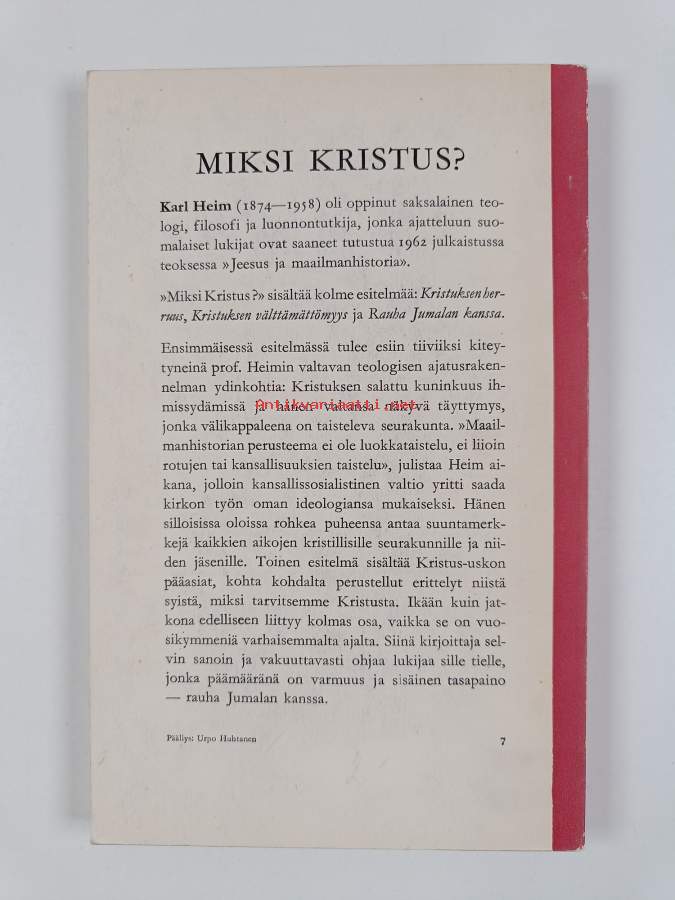 MIKSI KRISTUS?
Karl Heim (1874—1958) oli oppinut saksalainen teo-
logi, filosofi ja luonnontutkija, jonka ajatteluun suo-
malaiset lukijat ovat saaneet tutustua 1962 julkaistussa
teoksessa »Jeesus ja maailmanhistoria».
»Miksi Kristus?» sisältää kolme esitelmää: Kristuksen her-
ruus, Kristuksen välttämättömyys ja Rauha Jumalan kanssa.
Ensimmäisessä esitelmässä tulee esiin tiiviiksi kitey-
tyneinä prof. Heimin valtavan teologisen ajatusraken-
nelman ydinkohtia: Kristuksen salattu kuninkuus ih-
missydämissä ja hänen valtansa näkyvä täyttymys,
Antikvariaatti.net
jonka välikappaleena on taisteleva seurakunta. »Maail-
manhistorian perusteema ei ole luokkataistelu, ei liioin
rotujen tai kansallisuuksien taistelu», julistaa Heim ai-
kana, jolloin kansallissosialistinen valtio yritti saada
kirkon työn oman ideologiansa mukaiseksi. Hänen
silloisissa oloissa rohkea puheensa antaa suuntamerk-
kejä kaikkien aikojen kristillisille seurakunnille ja nii-
den jäsenille. Toinen esitelmä sisältää Kristus-uskon
pääasiat, kohta kohdalta perustellut erittelyt niistä
syistä, miksi tarvitsemme Kristusta. Ikään kuin jat-
kona edelliseen liittyy kolmas osa, vaikka se on vuo-
sikymmeniä varhaisemmalta ajalta. Siinä kirjoittaja sel-
vin sanoin ja vakuuttavasti ohjaa lukijaa sille tielle,
jonka päämääränä on varmuus ja sisäinen tasapaino
— rauha Jumalan kanssa.
Päällys: Urpo Huhtanen
7